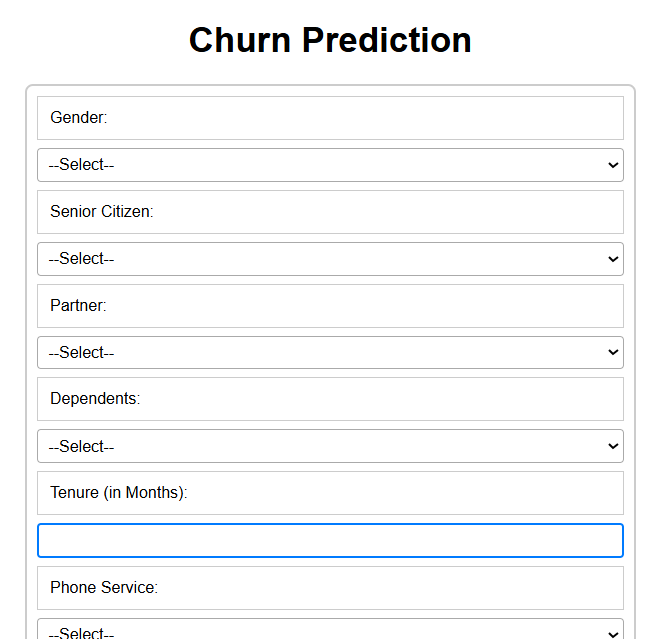 Churn Prediction
Gender:
--Select--
Senior Citizen:
--Select--
Partner:
--Select--
Dependents:
--Select--
Tenure (in Months):
Phone Service:
--Select--